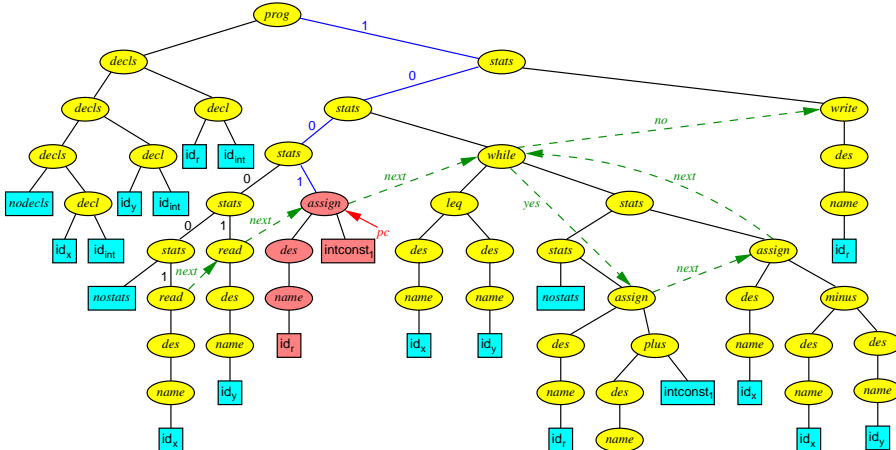 prog
1
decls stats
0
decls decl stats write
0 no
decls decl id_r id_int stats while des
0 1 next next
nodecls decl id_y id_int stats assign leq yes stats name
0 1 next pc
id_x id_int stats read des intconst_1 des des stats assign id_r
next next
1
nostats read des name name name nostats assign des minus
des name id_r id_x id_y des plus name des des
name id_y des intconst_1 id_x name name
id_x name id_r name id_x id_y